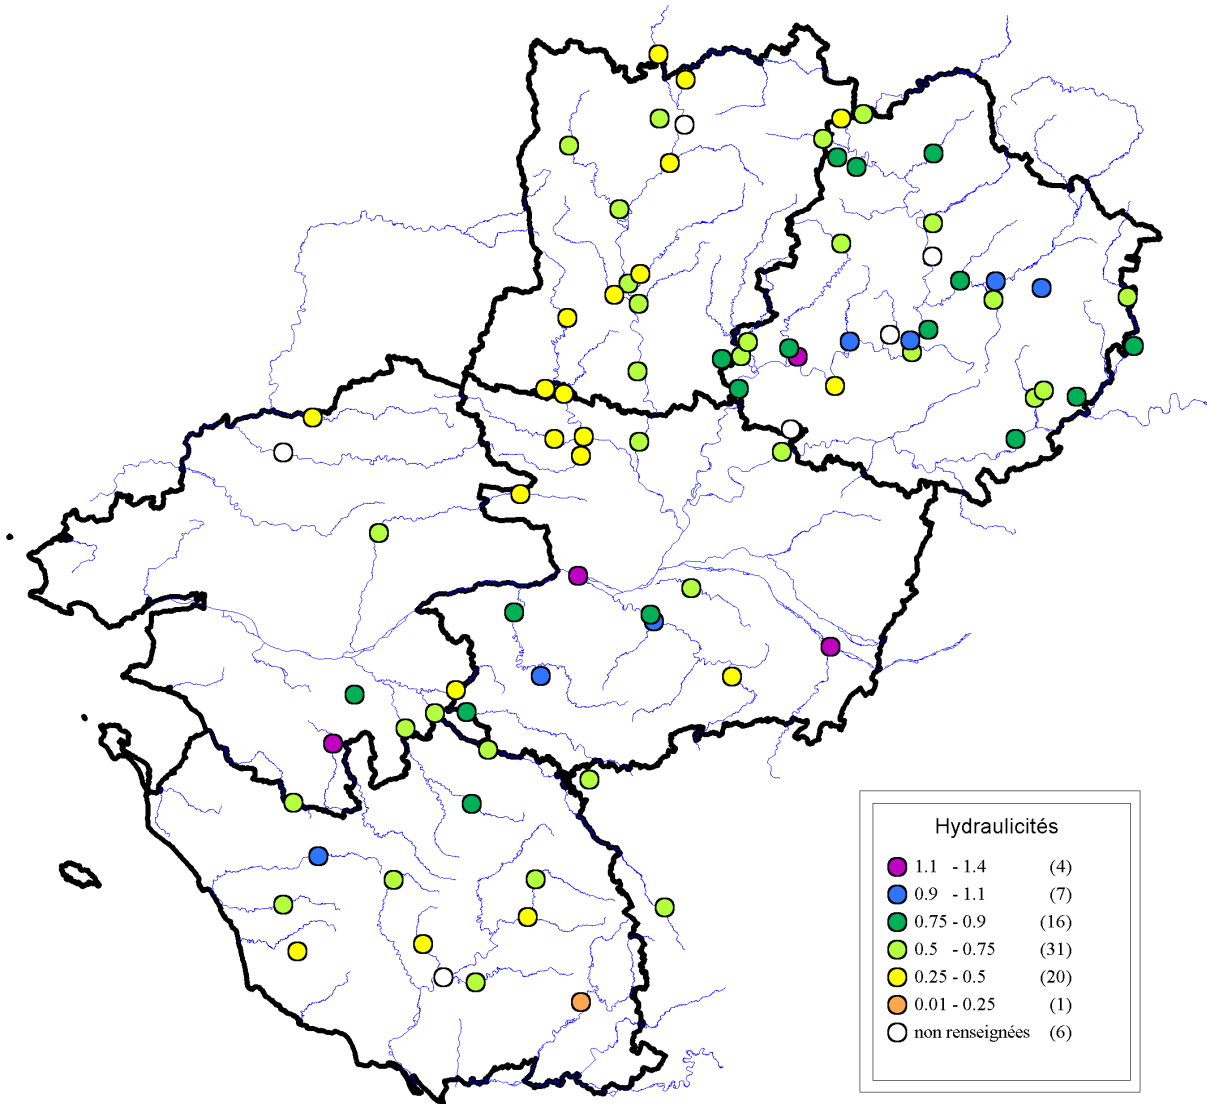 Hydraulicités
1.1 - 1.4 (4)
0.9 - 1.1 (7)
0.75 - 0.9 (16)
0.5 - 0.75 (31)
0.25 - 0.5 (20)
0.01 - 0.25 (1)
non renseignées (6)